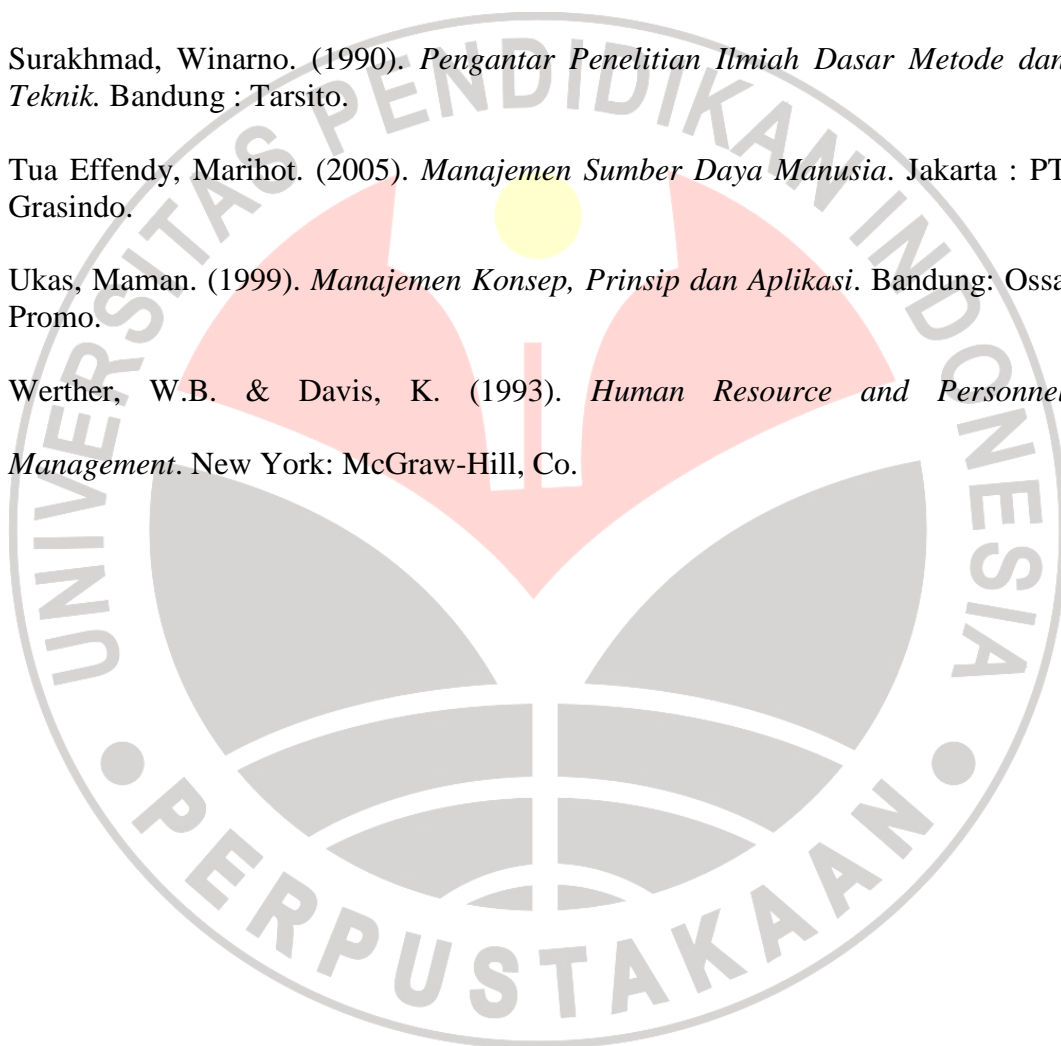 Surakhmad, Winarno. (1990). Pengantar Penelitian Ilmiah Dasar Metode dan
Teknik. Bandung : Tarsito.
Tua Effendy, Marihot. (2005). Manajemen Sumber Daya Manusia. Jakarta : PT
Grasindo.
Ukas, Maman. (1999). Manajemen Konsep, Prinsip dan Aplikasi. Bandung: Ossa
Promo.
Werther, W.B. & Davis, K. (1993). Human Resource and Personnel
Management. New York: McGraw-Hill, Co.
UNIVERSITAS PENDIDIKAN INDONESIA
PERPUSTAKAAN